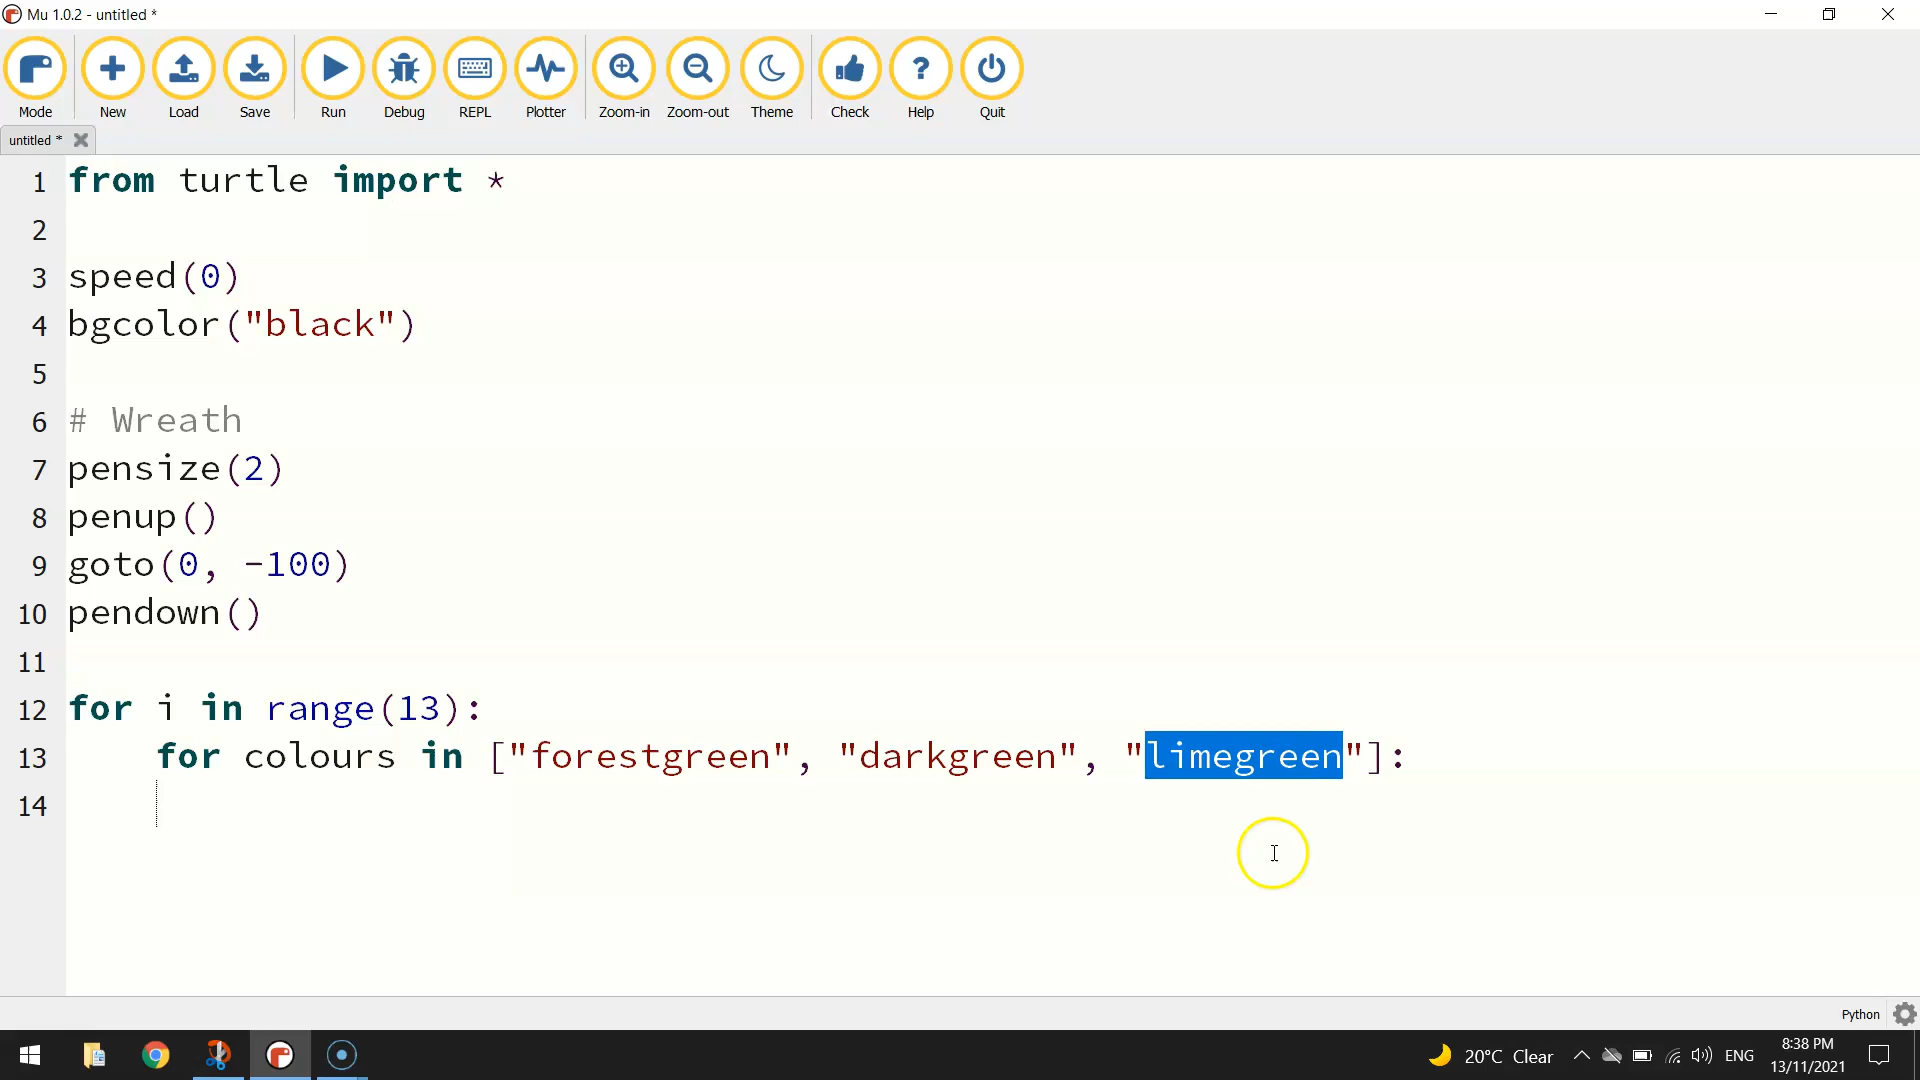 Mu 1.0.2 - untitled *
Mode New Load Save Run Debug REPL Plotter Zoom-in Zoom-out Theme Check Help Quit
untitled *
1 from turtle import *
2
3 speed(0)
4 bgcolor("black")
5
6 # Wreath
7 pensize(2)
8 penup()
9 goto(0, -100)
10 pendown()
11
12 for i in range(13):
13 for colours in ["forestgreen", "darkgreen", "limegreen"]:
14
Python
20°C Clear ENG 8:38 PM
13/11/2021